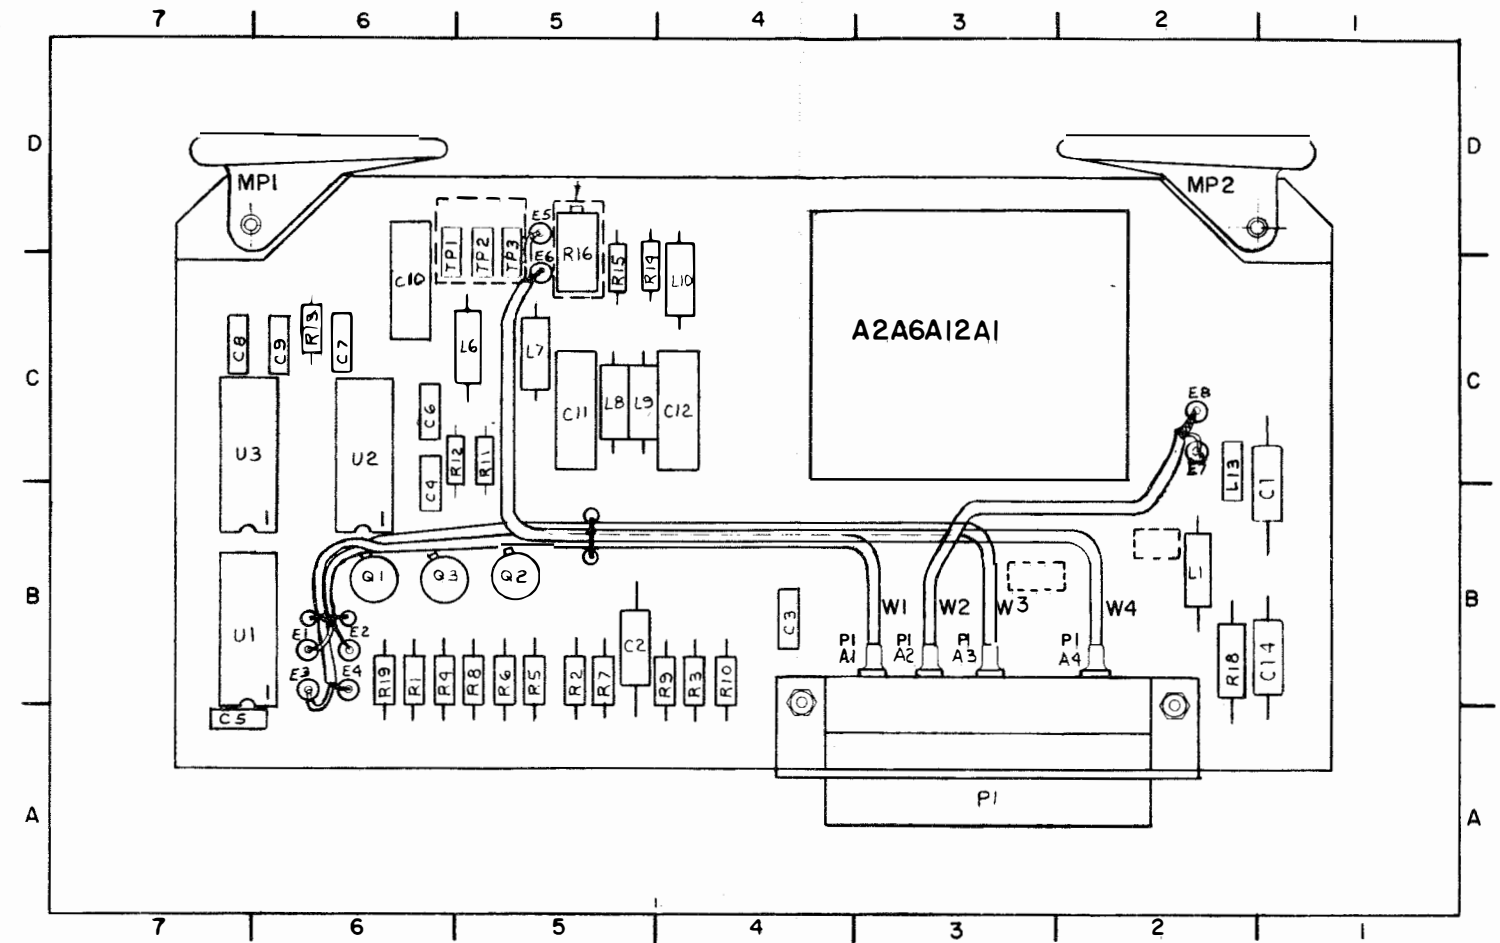 7 6 5 4 3 2 1
D D
MP1 MP2
E5
TP1 TP2 TP3 R16
E6
C10 R15 R14 L10
A2A6A12A1
C8 C9 R13 C7 L6 L7
C C
E8
C6 C11 L8 L9 C12
U3 U2 R12 R11
E7
L13 C1
C4
Q1 Q3 Q2 L1
B B
W1 W2 W3 W4
C3
U1 E1 E2
P1 P1 P1 P1
A1 A2 A3 A4
C2
E3 E4
R19 R1 R4 R8 R6 R5 R2 R7 R9 R3 R10 R18 C14
C5
P1
A A
7 6 5 4 3 2 1